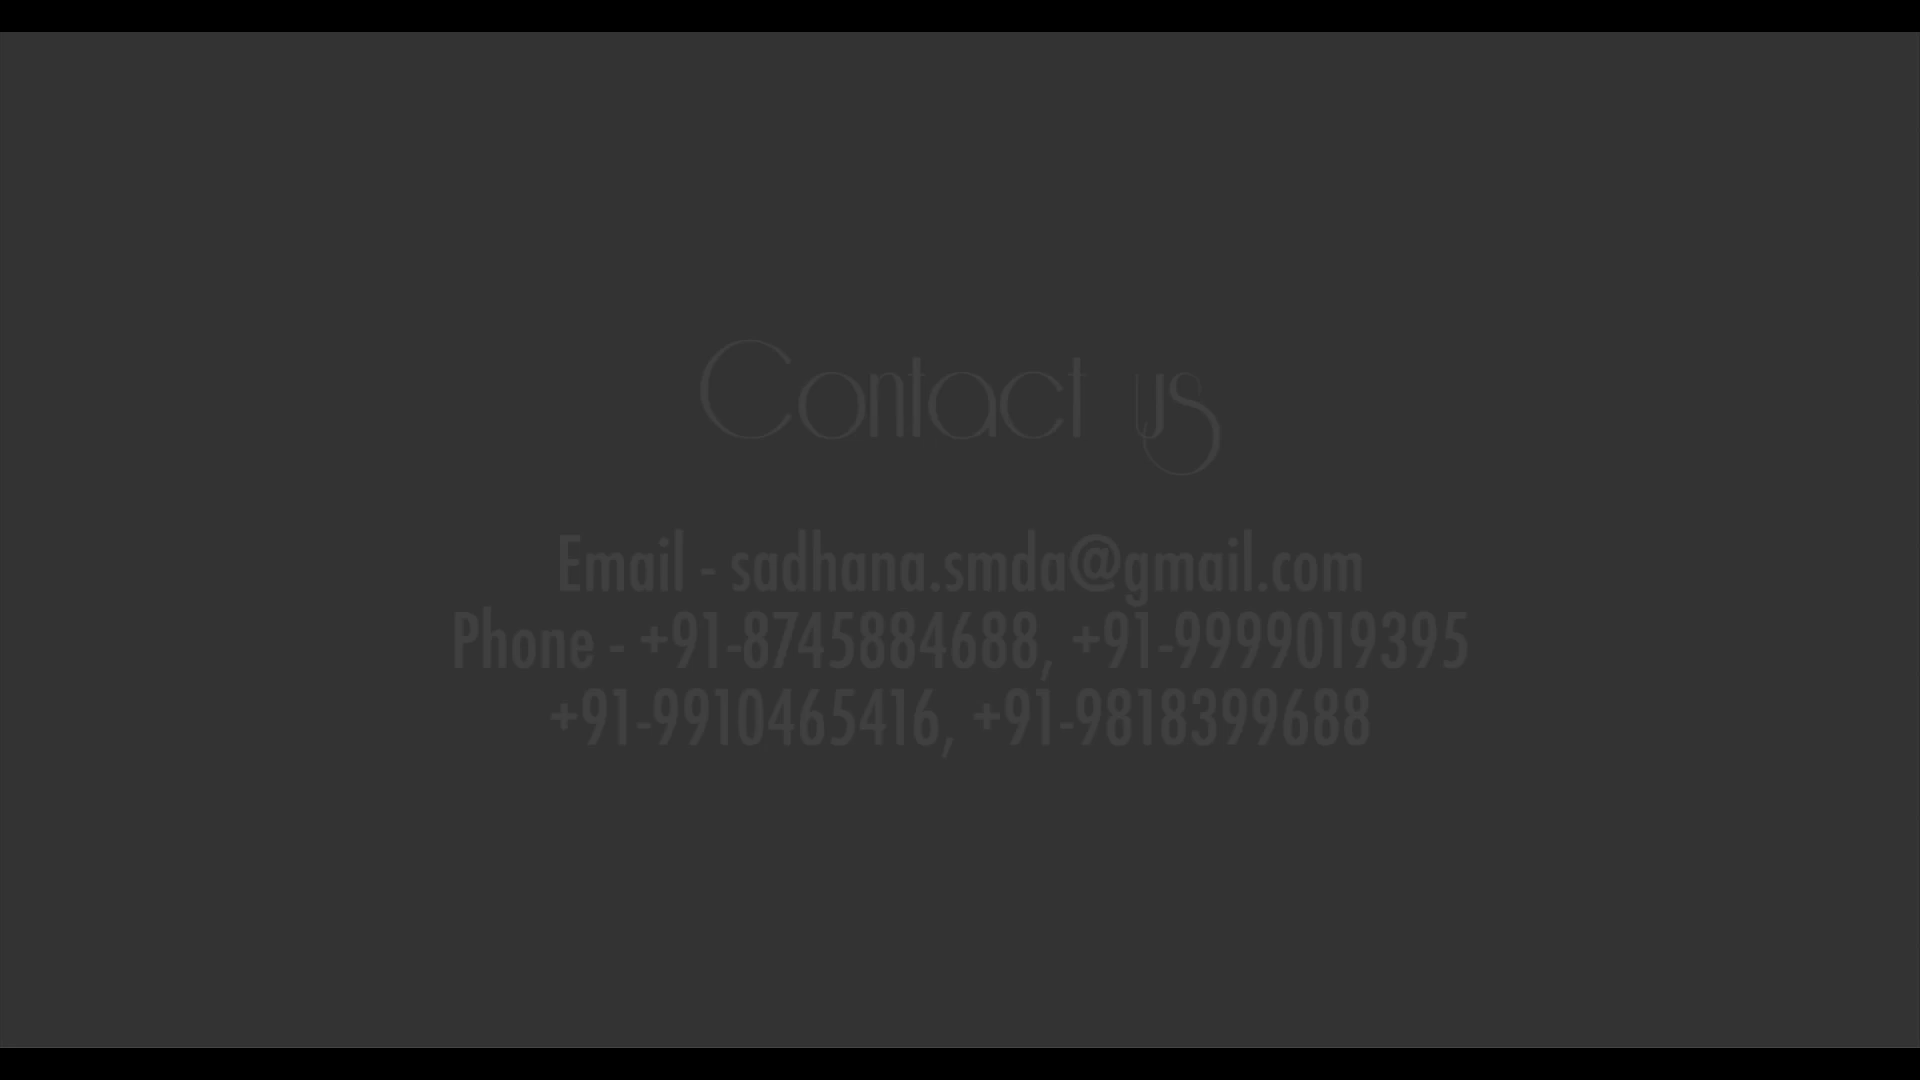 Contact us
Email - sadhana.smda@gmail.com
Phone - +91-8745884688, +91-9999019395
+91-9910465416, +91-9818399688